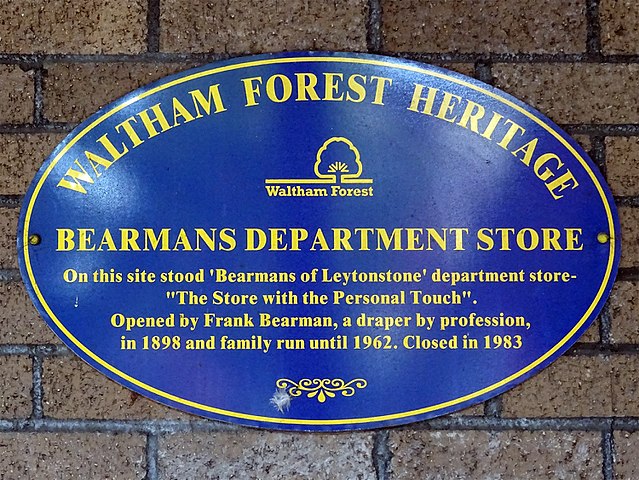 WALTHAM FOREST HERITAGE
Waltham Forest
BEARMANS DEPARTMENT STORE
On this site stood 'Bearmans of Leytonstone' department store-
"The Store with the Personal Touch".
Opened by Frank Bearman, a draper by profession,
in 1898 and family run until 1962. Closed in 1983